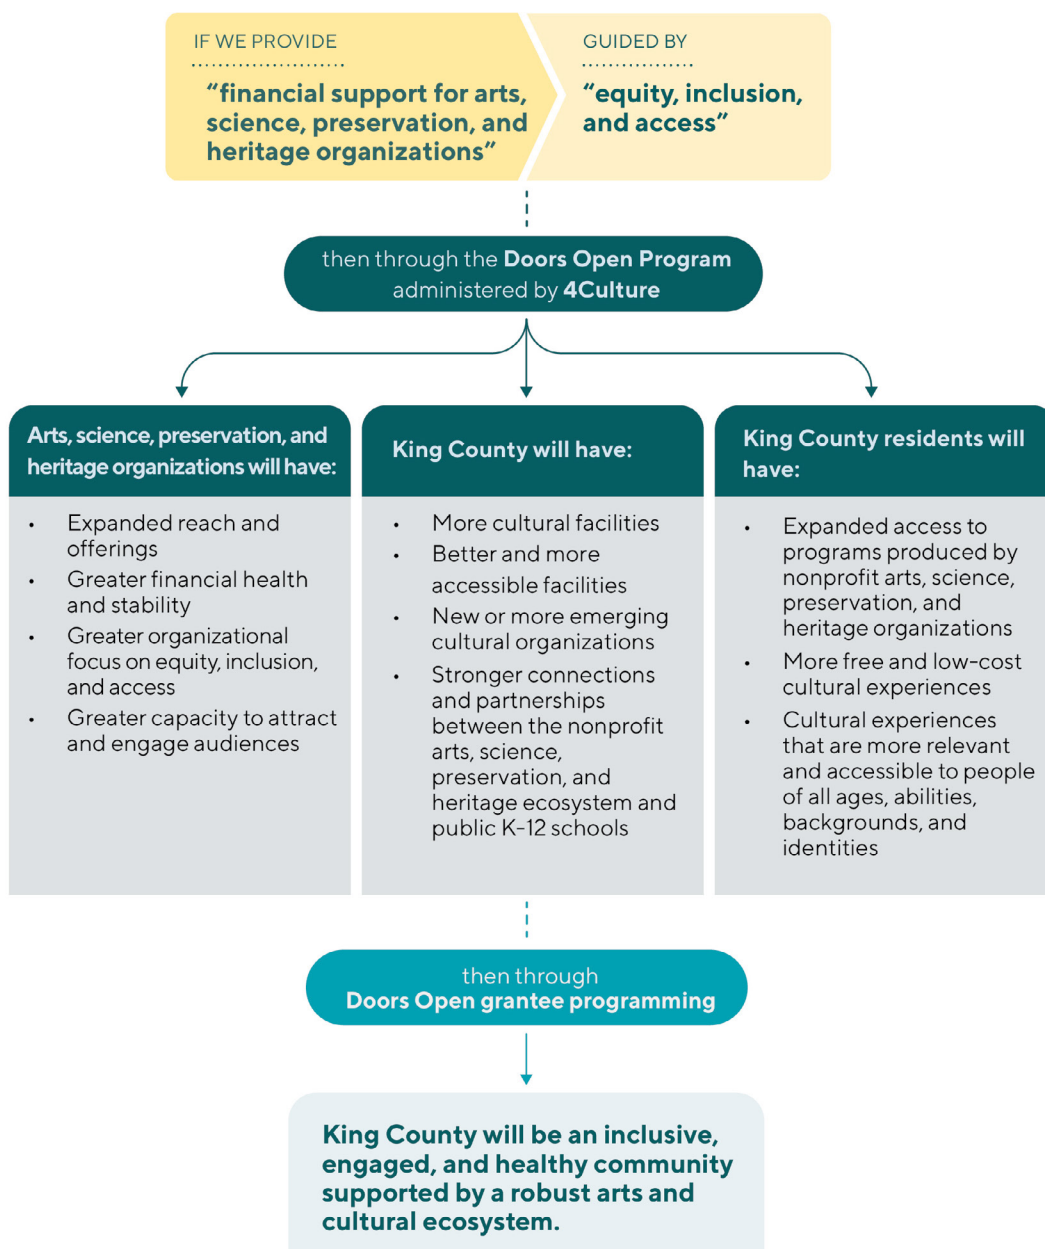 IF WE PROVIDE
“financial support for arts,
science, preservation, and
heritage organizations”
GUIDED BY
“equity, inclusion,
and access”
then through the Doors Open Program
administered by 4Culture
Arts, science, preservation, and
heritage organizations will have:
• Expanded reach and
offerings
• Greater financial health
and stability
• Greater organizational
focus on equity, inclusion,
and access
• Greater capacity to attract
and engage audiences
King County will have:
• More cultural facilities
• Better and more
accessible facilities
• New or more emerging
cultural organizations
• Stronger connections
and partnerships
between the nonprofit
arts, science,
preservation, and
heritage ecosystem and
public K-12 schools
King County residents will
have:
• Expanded access to
programs produced by
nonprofit arts, science,
preservation, and
heritage organizations
• More free and low-cost
cultural experiences
• Cultural experiences
that are more relevant
and accessible to people
of all ages, abilities,
backgrounds, and
identities
then through
Doors Open grantee programming
King County will be an inclusive,
engaged, and healthy community
supported by a robust arts and
cultural ecosystem.